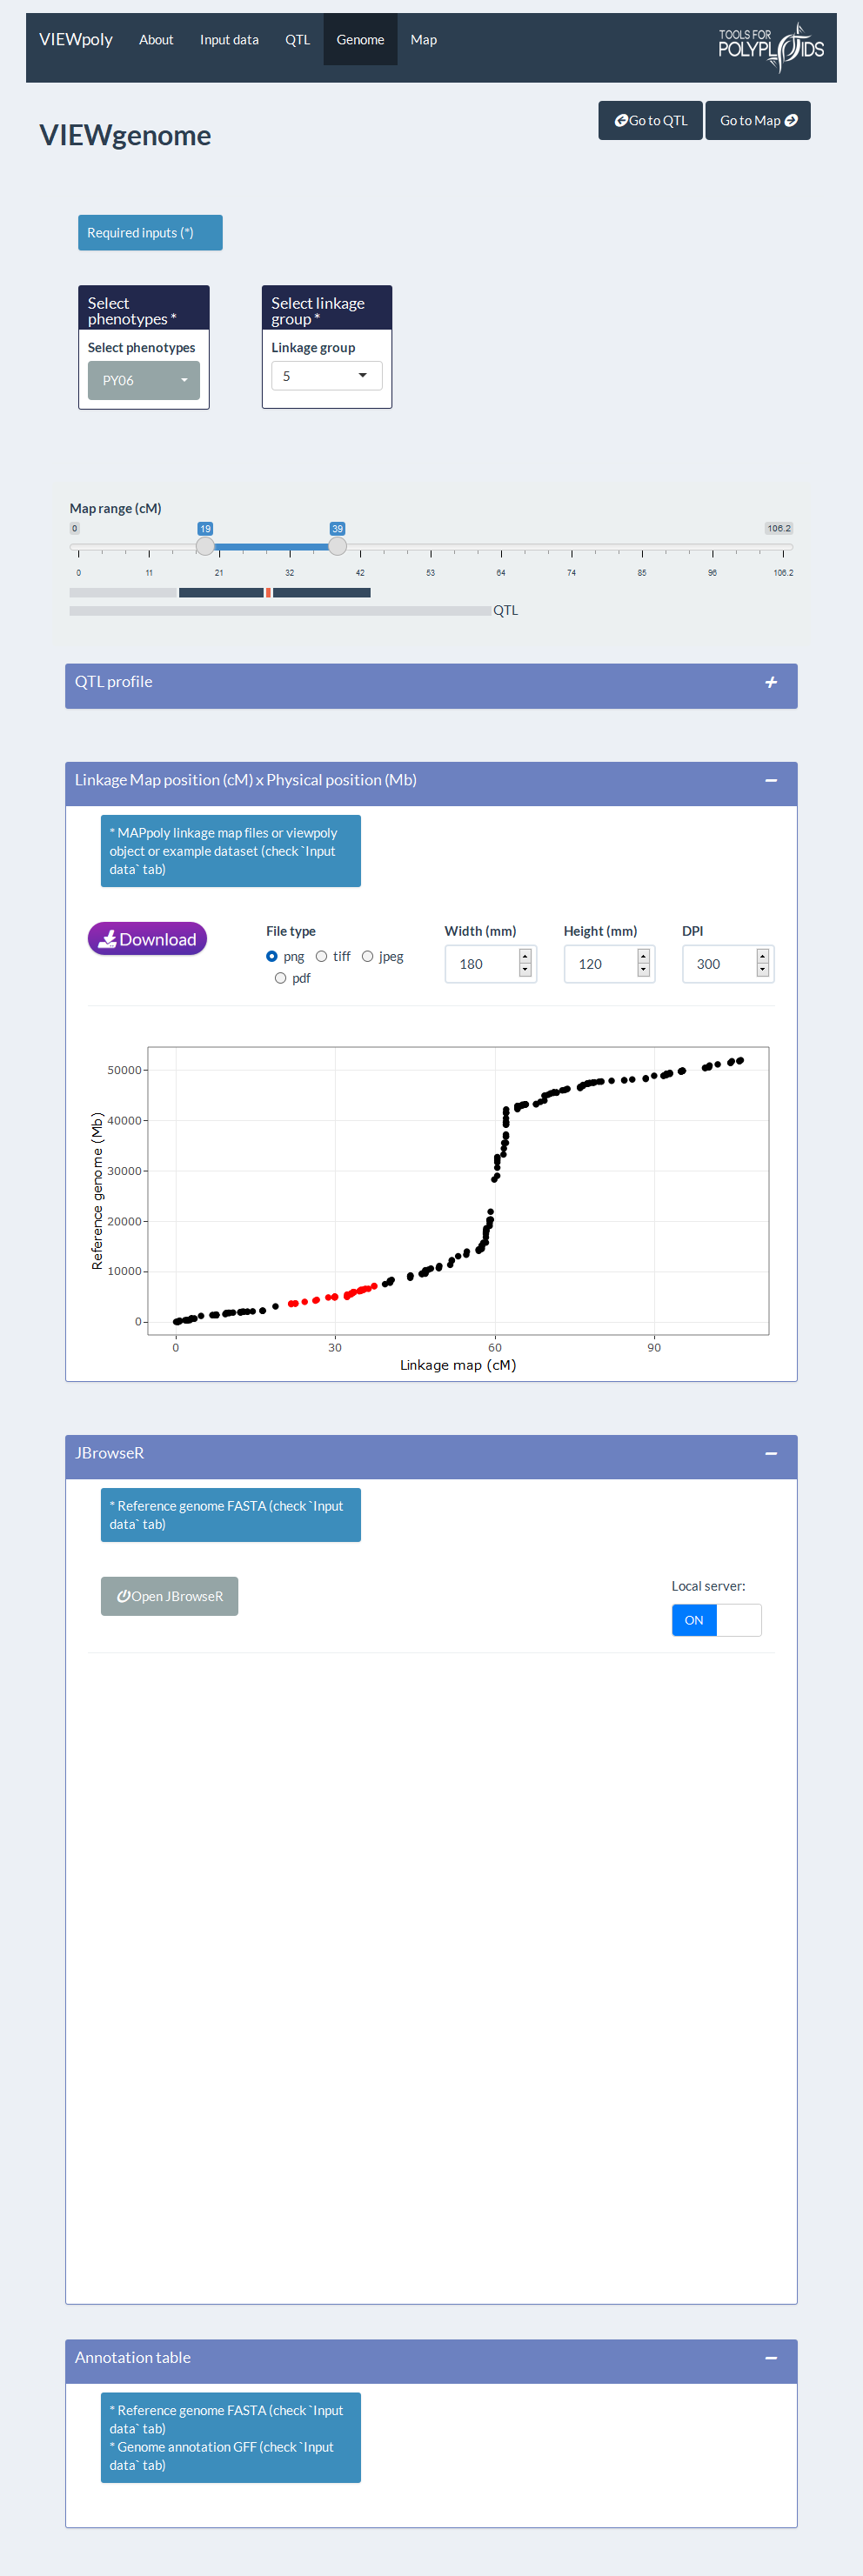 VIEWpoly About Input data QTL Genome Map
TOOLS FOR
POLYPLOIDS
VIEWgenome
Go to QTL Go to Map
Required inputs (*)
Select
phenotypes *
Select phenotypes
PY06
Select linkage
group *
Linkage group
5
Map range (cM)
0 19 39 106.2
0 11 21 32 42 53 64 74 85 96 106.2
QTL
QTL profile
Linkage Map position (cM) x Physical position (Mb)
* MAPpoly linkage map files or viewpoly
object or example dataset (check `Input
data` tab)
Download
File type
png tiff jpeg
pdf
Width (mm)
180
Height (mm)
120
DPI
300
Reference genome (Mb)
50000
40000
30000
20000
10000
0
0 30 60 90
Linkage map (cM)
JBrowseR
* Reference genome FASTA (check `Input
data` tab)
Open JBrowseR
Local server:
ON
Annotation table
* Reference genome FASTA (check `Input
data` tab)
* Genome annotation GFF (check `Input
data` tab)